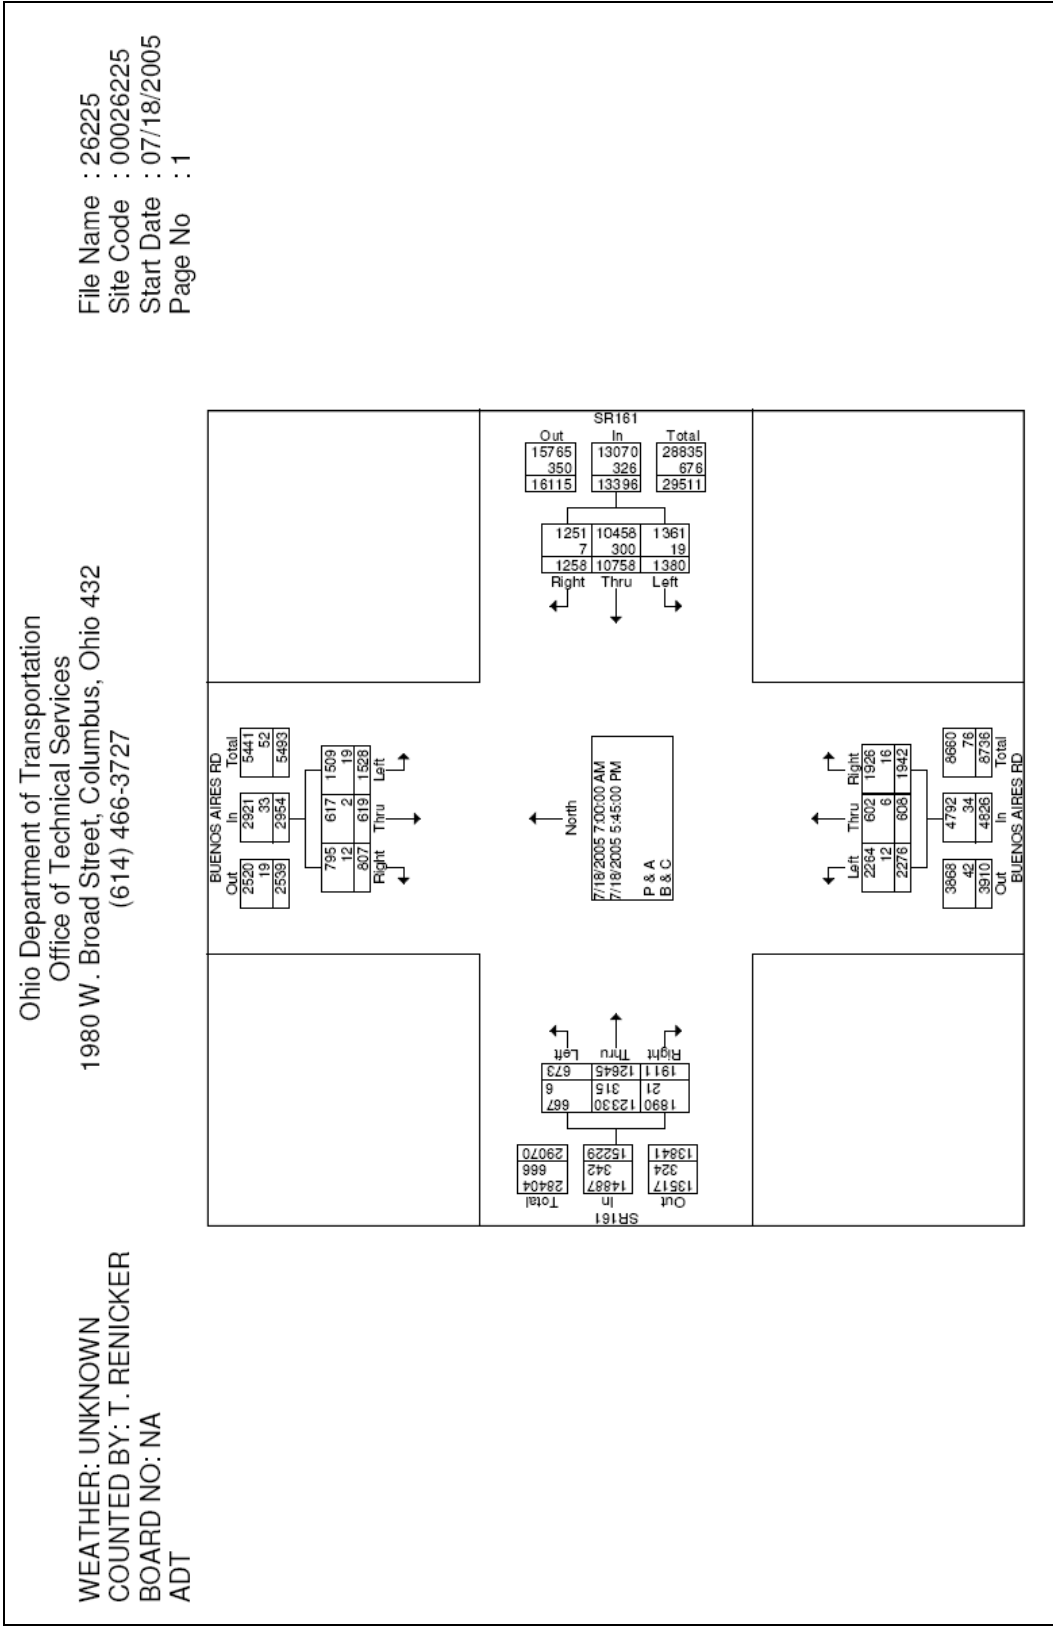 Ohio Department of Transportation
Office of Technical Services
1980 W. Broad Street, Columbus, Ohio 432
(614) 466-3727
WEATHER: UNKNOWN
COUNTED BY: T. RENICKER
BOARD NO: NA
ADT
File Name : 26225
Site Code : 00026225
Start Date : 07/18/2005
Page No : 1
BUENOS AIRES RD
Out In Total
2520 2921 5441
19 33 52
2539 2954 5493
795 617 1509
12 2 19
807 619 1528
Right Thru Left
SR161
Out In Total
15765 13070 28835
350 326 676
16115 13396 29511
1251 10458 1361
7 300 19
1258 10758 1380
Right Thru Left
North
7/18/2005 7:00:00 AM
7/18/2005 5:45:00 PM
P & A
B & C
Left Thru Right
673 12645 1911
6 315 21
667 12330 1890
29070 15229 13841
666 342 324
28404 14887 13517
Total In Out
SR161
Left Thru Right
2264 602 1926
12 6 16
2276 608 1942
3868 4792 8660
42 34 76
3910 4826 8736
Out In Total
BUENOS AIRES RD